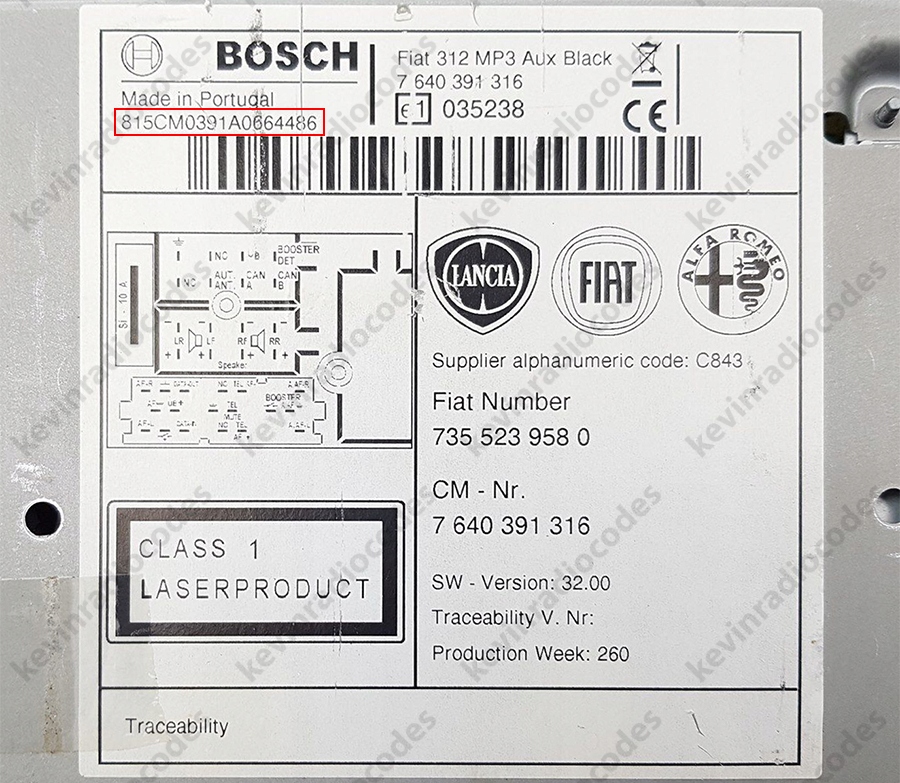 BOSCH
Made in Portugal
815CM0391A0664486
Fiat 312 MP3 Aux Black
7 640 391 316
e1 035238
CE
NC B BOOSTER DET
NC AUT. ANT. CAN A CAN B
SI - 10 A
LR LF RF RR
Speaker
LANCIA
FIAT
ALFA ROMEO
Supplier alphanumeric code: C843
Fiat Number
735 523 958 0
CM - Nr.
7 640 391 316
SW - Version: 32.00
Traceability V. Nr:
Production Week: 260
CLASS 1
LASERPRODUCT
Traceability
kevinradiocodes